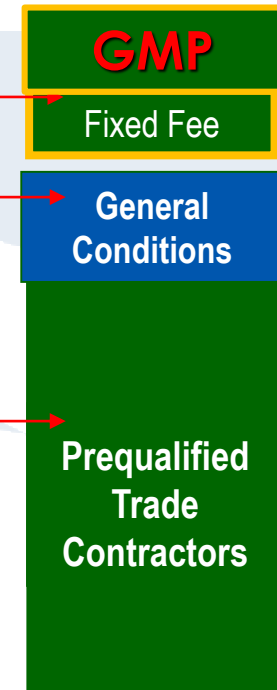 GMP
Fixed Fee
General
Conditions
Prequalified
Trade
Contractors